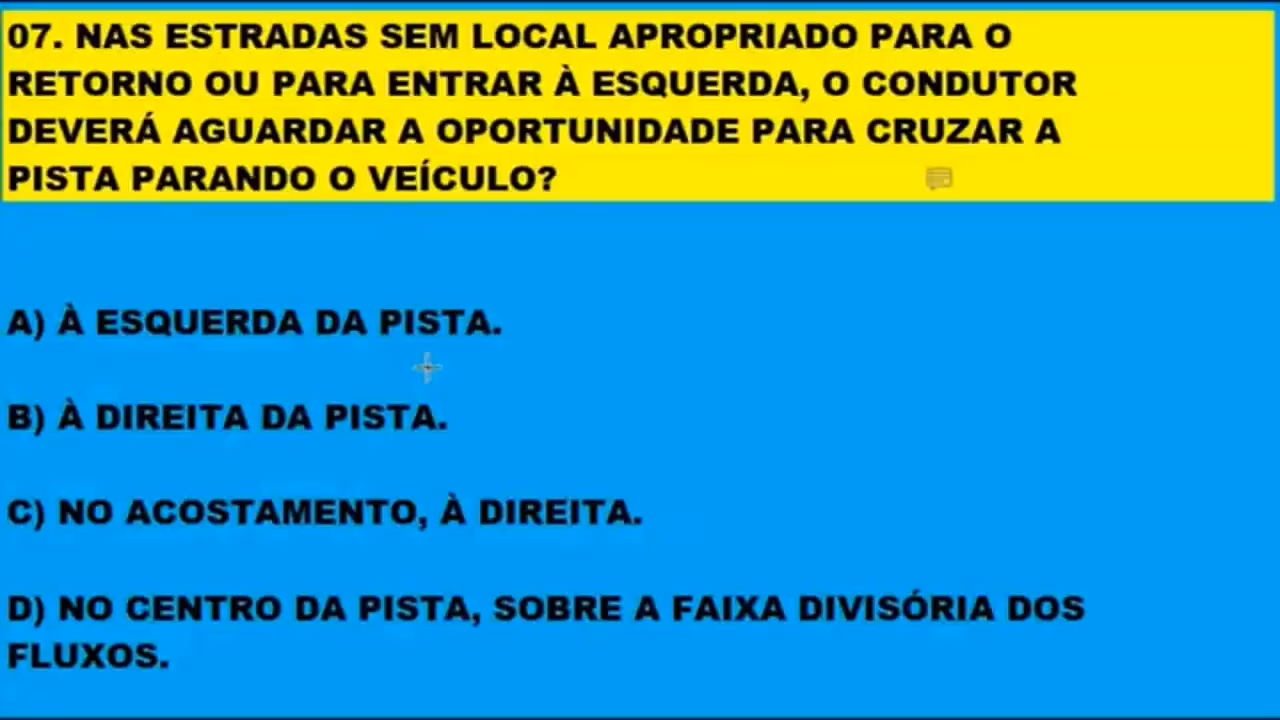 07. NAS ESTRADAS SEM LOCAL APROPRIADO PARA O
RETORNO OU PARA ENTRAR À ESQUERDA, O CONDUTOR
DEVERÁ AGUARDAR A OPORTUNIDADE PARA CRUZAR A
PISTA PARANDO O VEÍCULO?
A) À ESQUERDA DA PISTA.
B) À DIREITA DA PISTA.
C) NO ACOSTAMENTO, À DIREITA.
D) NO CENTRO DA PISTA, SOBRE A FAIXA DIVISÓRIA DOS
FLUXOS.